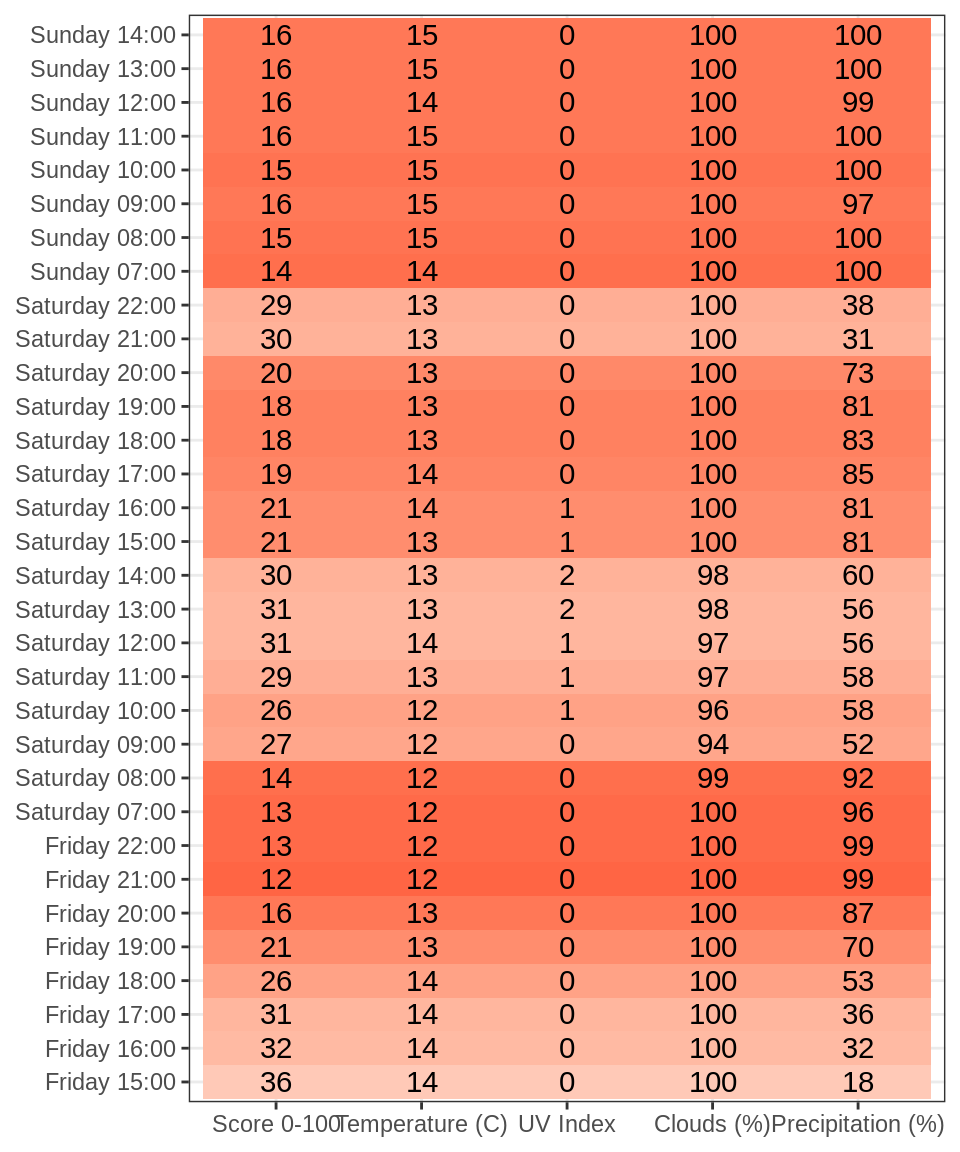 Sunday 14:00 16 15 0 100 100
Sunday 13:00 16 15 0 100 100
Sunday 12:00 16 14 0 100 99
Sunday 11:00 16 15 0 100 100
Sunday 10:00 15 15 0 100 100
Sunday 09:00 16 15 0 100 97
Sunday 08:00 15 15 0 100 100
Sunday 07:00 14 14 0 100 100
Saturday 22:00 29 13 0 100 38
Saturday 21:00 30 13 0 100 31
Saturday 20:00 20 13 0 100 73
Saturday 19:00 18 13 0 100 81
Saturday 18:00 18 13 0 100 83
Saturday 17:00 19 14 0 100 85
Saturday 16:00 21 14 1 100 81
Saturday 15:00 21 13 1 100 81
Saturday 14:00 30 13 2 98 60
Saturday 13:00 31 13 2 98 56
Saturday 12:00 31 14 1 97 56
Saturday 11:00 29 13 1 97 58
Saturday 10:00 26 12 1 96 58
Saturday 09:00 27 12 0 94 52
Saturday 08:00 14 12 0 99 92
Saturday 07:00 13 12 0 100 96
Friday 22:00 13 12 0 100 99
Friday 21:00 12 12 0 100 99
Friday 20:00 16 13 0 100 87
Friday 19:00 21 13 0 100 70
Friday 18:00 26 14 0 100 53
Friday 17:00 31 14 0 100 36
Friday 16:00 32 14 0 100 32
Friday 15:00 36 14 0 100 18
Score 0-100 Temperature (C) UV Index Clouds (%) Precipitation (%)